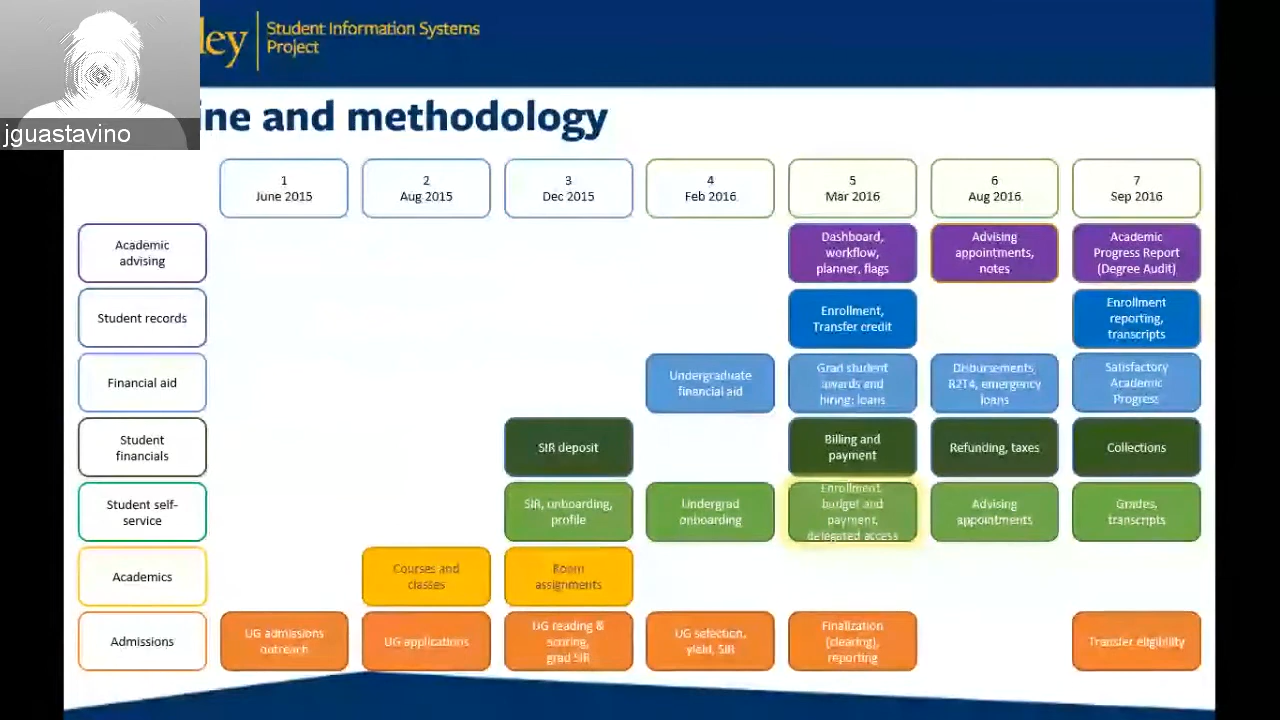 ley
Student Information Systems
Project
jguastavino
ine and methodology
1
June 2015
2
Aug 2015
3
Dec 2015
4
Feb 2016
5
Mar 2016
6
Aug 2016
7
Sep 2016
Academic
advising
Dashboard,
workflow,
planner, flags
Advising
appointments,
notes
Academic
Progress Report
(Degree Audit)
Student records
Enrollment,
Transfer credit
Enrollment
reporting,
transcripts
Financial aid
Undergraduate
financial aid
Grad student
awards and
hiring; loans
Disbursements,
R2T4, emergency
loans
Satisfactory
Academic
Progress
Student
financials
SIR deposit
Billing and
payment
Refunding, taxes
Collections
Student self-
service
SIR, onboarding,
profile
Undergrad
onboarding
Enrollment,
budget and
payment,
delegated access
Advising
appointments
Grades,
transcripts
Academics
Courses and
classes
Room
assignments
Admissions
UG admissions
outreach
UG applications
UG reading &
scoring,
grad SIR
UG selection,
yield, SIR
Finalization
(clearing),
reporting
Transfer eligibility